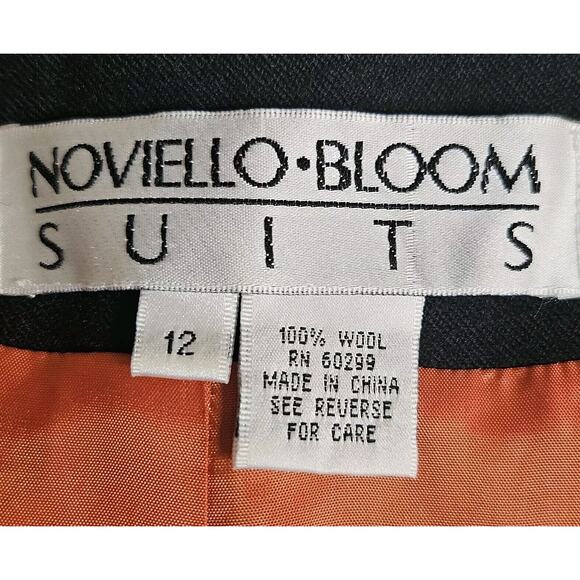 NOVIELLO•BLOOM
SUITS
12
100% WOOL
RN 60299
MADE IN CHINA
SEE REVERSE
FOR CARE